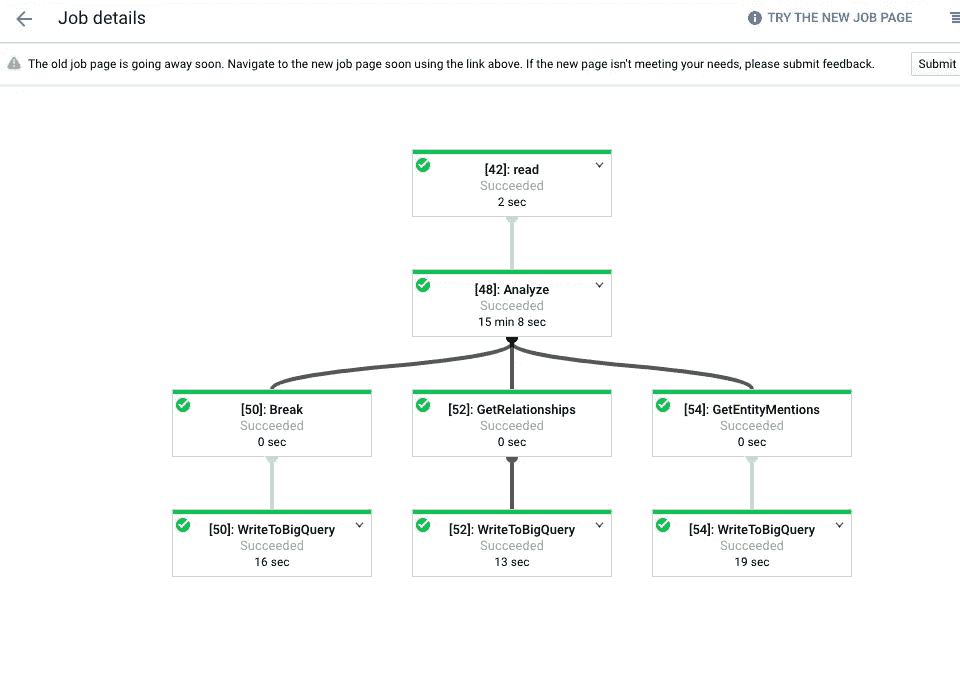 Job details
TRY THE NEW JOB PAGE
The old job page is going away soon. Navigate to the new job page soon using the link above. If the new page isn't meeting your needs, please submit feedback.
Submit
[42]: read
Succeeded
2 sec
[48]: Analyze
Succeeded
15 min 8 sec
[50]: Break
Succeeded
0 sec
[52]: GetRelationships
Succeeded
0 sec
[54]: GetEntityMentions
Succeeded
0 sec
[50]: WriteToBigQuery
Succeeded
16 sec
[52]: WriteToBigQuery
Succeeded
13 sec
[54]: WriteToBigQuery
Succeeded
19 sec